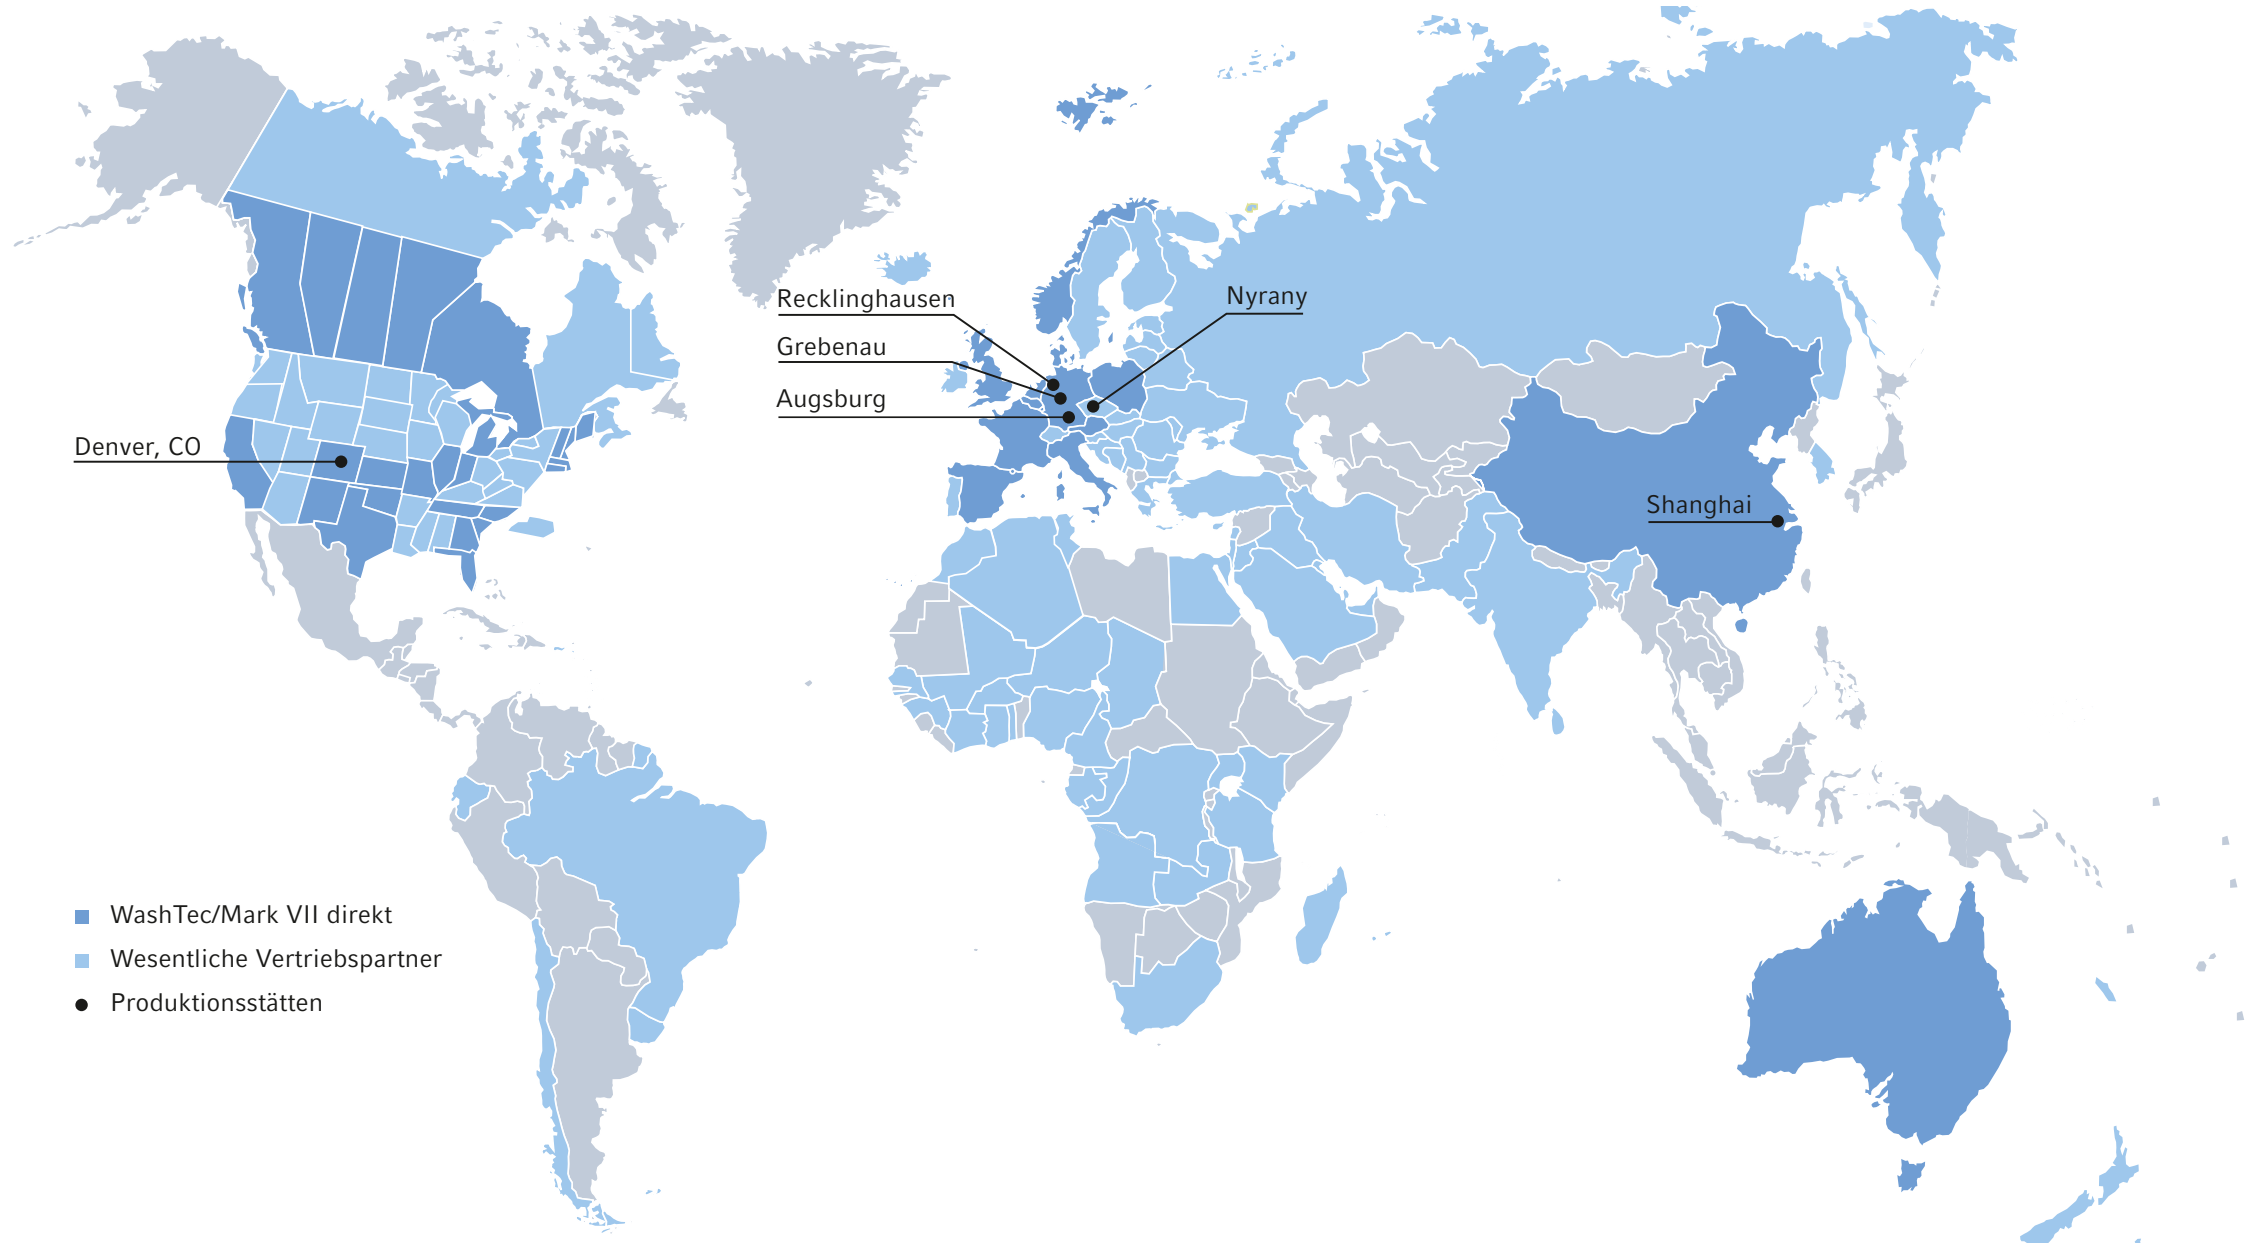 Recklinghausen
Nyrany
Grebenau
Augsburg
Denver, CO
Shanghai
WashTec/Mark VII direkt
Wesentliche Vertriebspartner
Produktionsstätten